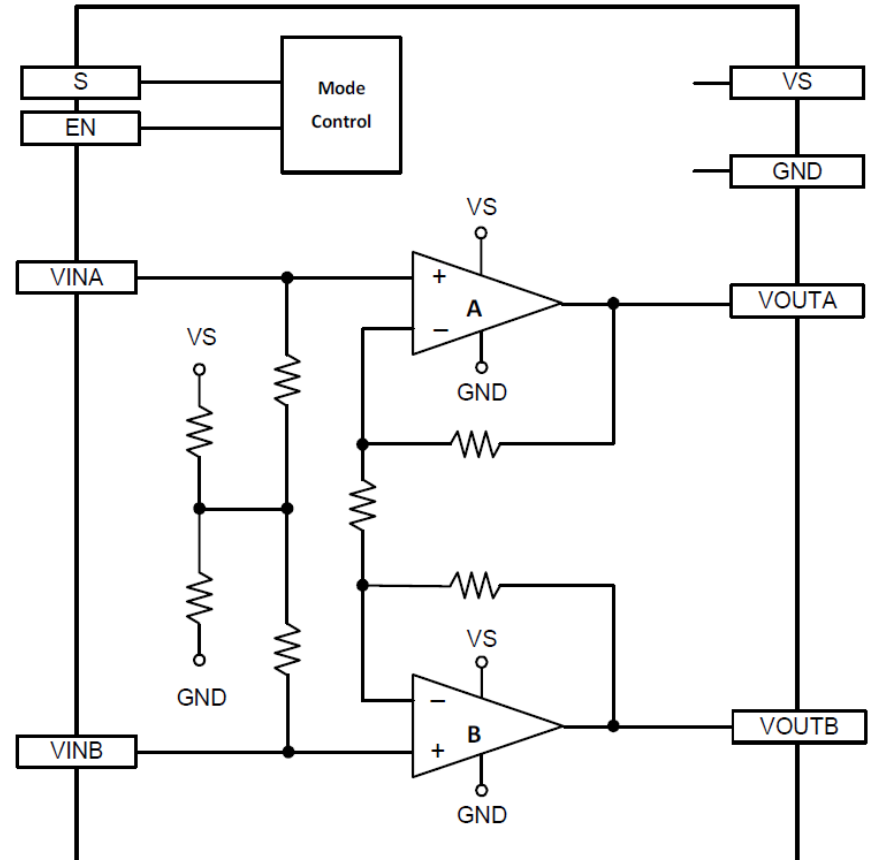 S
Mode
Control
VS
EN
GND
VS
VINA
+
A
VOUTA
−
VS
GND
VS
GND
−
B
VINB
+
VOUTB
GND